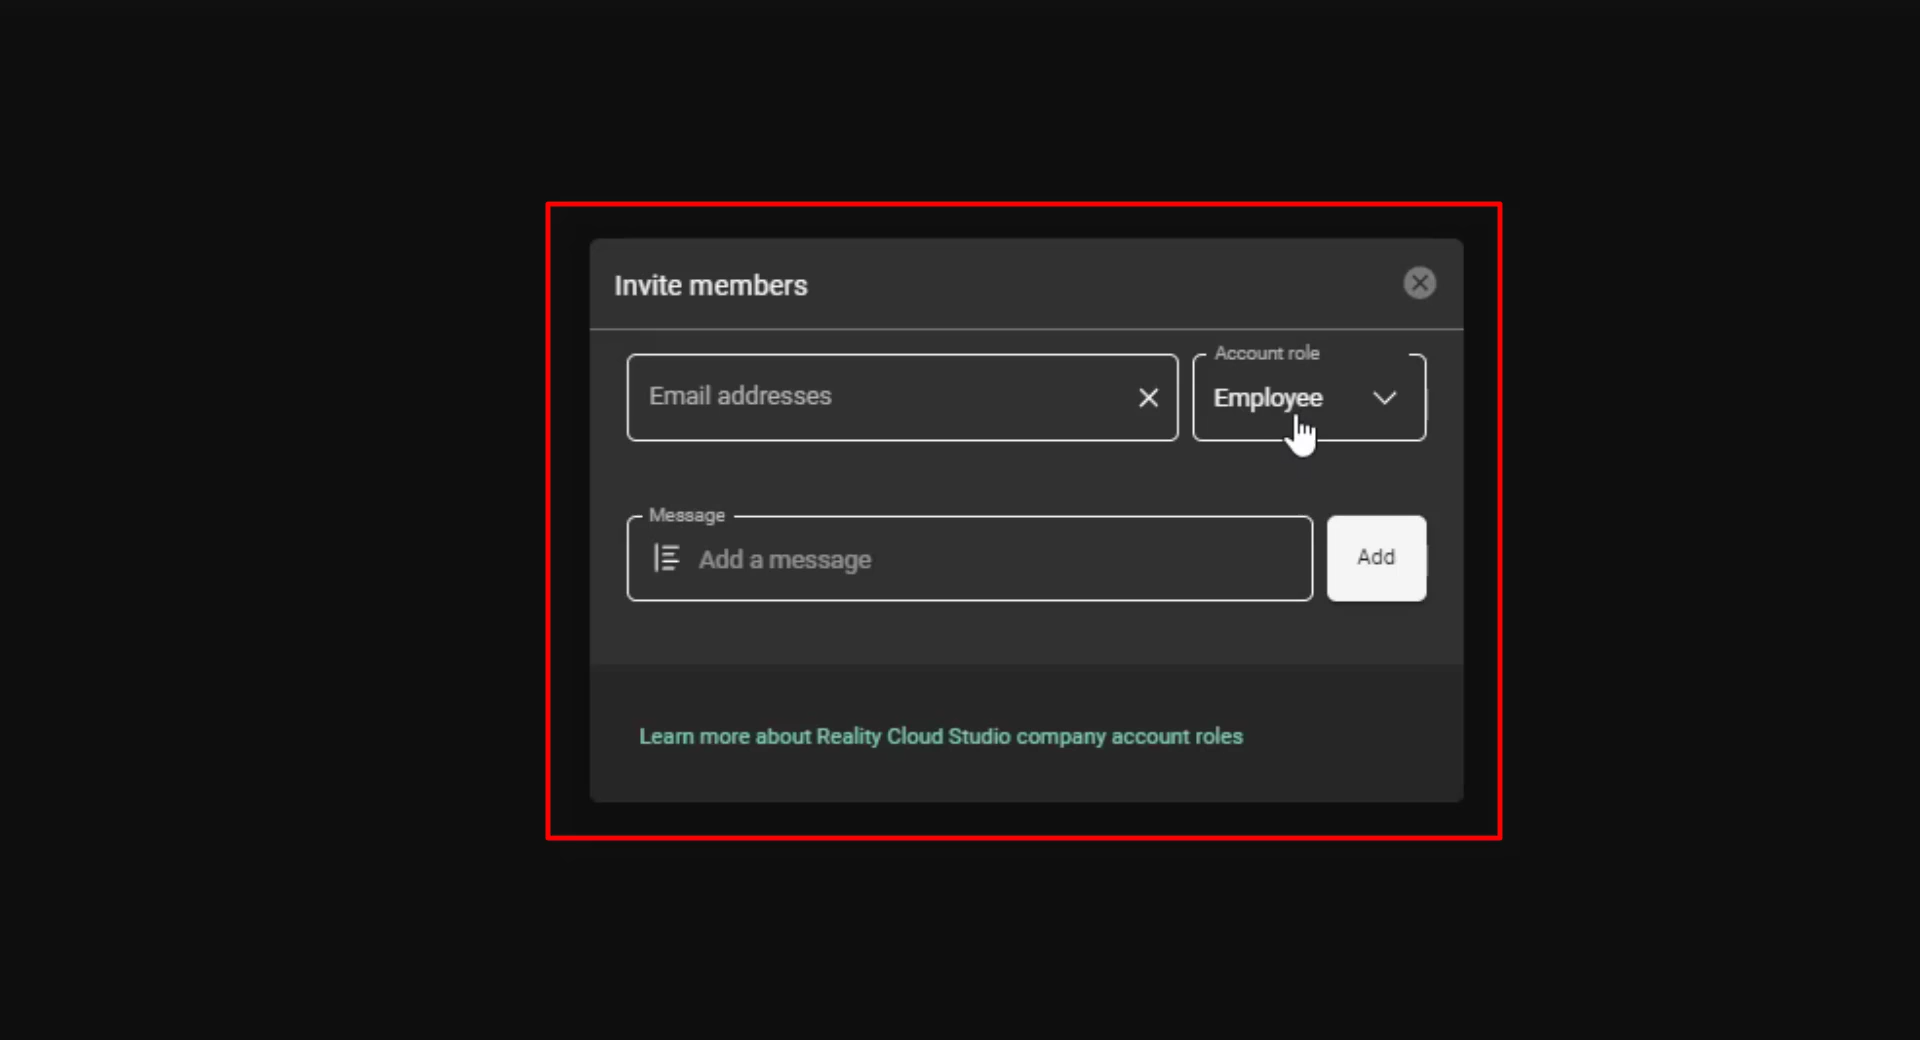 Invite members
Account role
Email addresses
Employee
Message
Add a message
Add
Learn more about Reality Cloud Studio company account roles